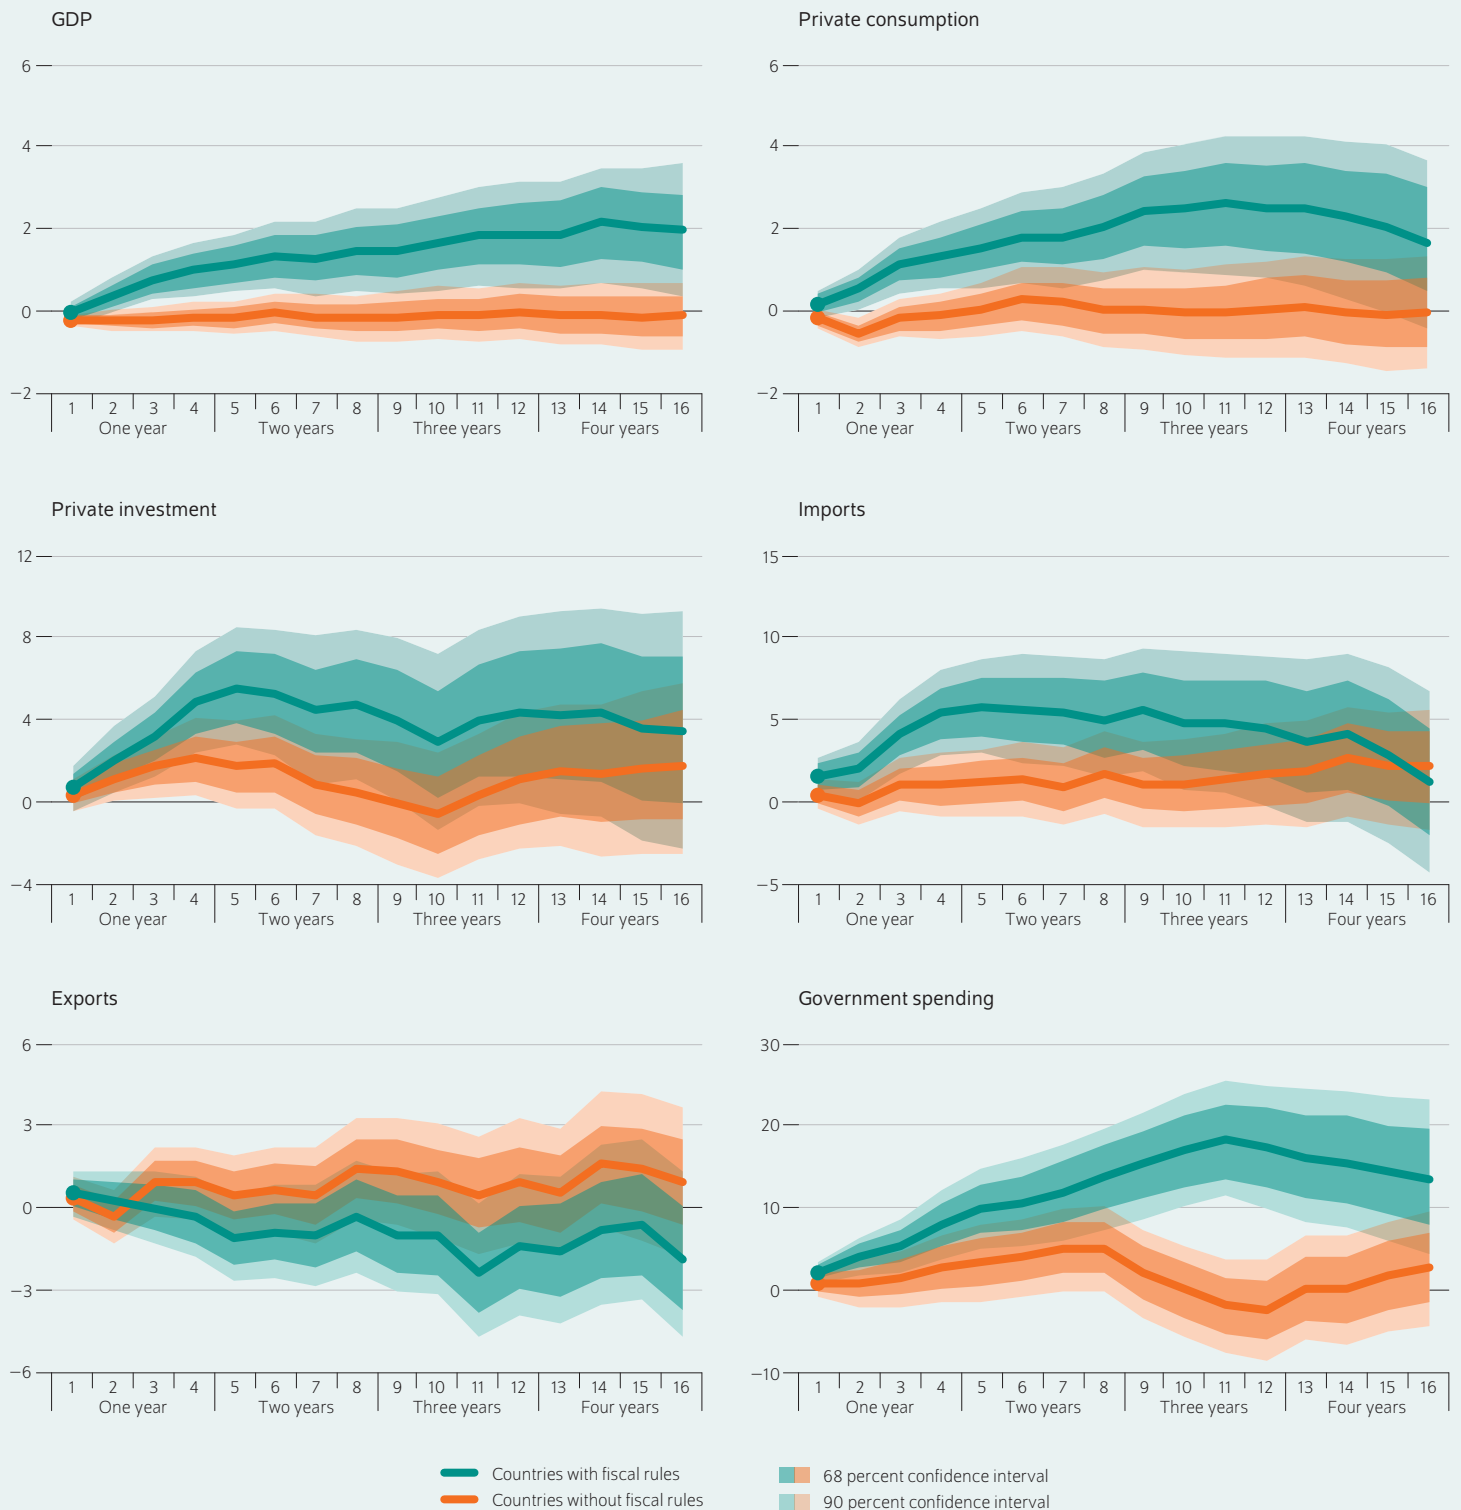 GDP
6
4
2
0
−2
1 2 3 4 5 6 7 8 9 10 11 12 13 14 15 16
One year Two years Three years Four years
Private consumption
6
4
2
0
−2
1 2 3 4 5 6 7 8 9 10 11 12 13 14 15 16
One year Two years Three years Four years
Private investment
12
8
4
0
−4
1 2 3 4 5 6 7 8 9 10 11 12 13 14 15 16
One year Two years Three years Four years
Imports
15
10
5
0
−5
1 2 3 4 5 6 7 8 9 10 11 12 13 14 15 16
One year Two years Three years Four years
Exports
6
3
0
−3
−6
1 2 3 4 5 6 7 8 9 10 11 12 13 14 15 16
One year Two years Three years Four years
Government spending
30
20
10
0
−10
1 2 3 4 5 6 7 8 9 10 11 12 13 14 15 16
One year Two years Three years Four years
Countries with fiscal rules
Countries without fiscal rules
68 percent confidence interval
90 percent confidence interval